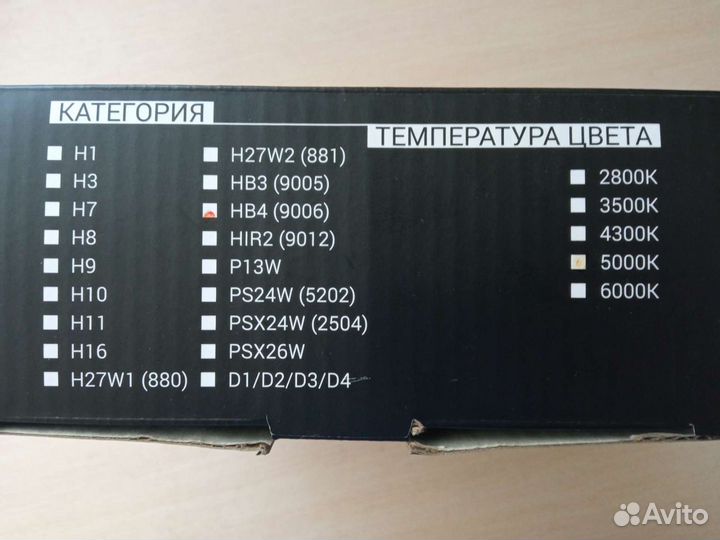 КАТЕГОРИЯ
H1
H3
H7
H8
H9
H10
H11
H16
H27W1 (880)
H27W2 (881)
HB3 (9005)
HB4 (9006)
HIR2 (9012)
P13W
PS24W (5202)
PSX24W (2504)
PSX26W
D1/D2/D3/D4
ТЕМПЕРАТУРА ЦВЕТА
2800K
3500K
4300K
5000K
6000K
Avito